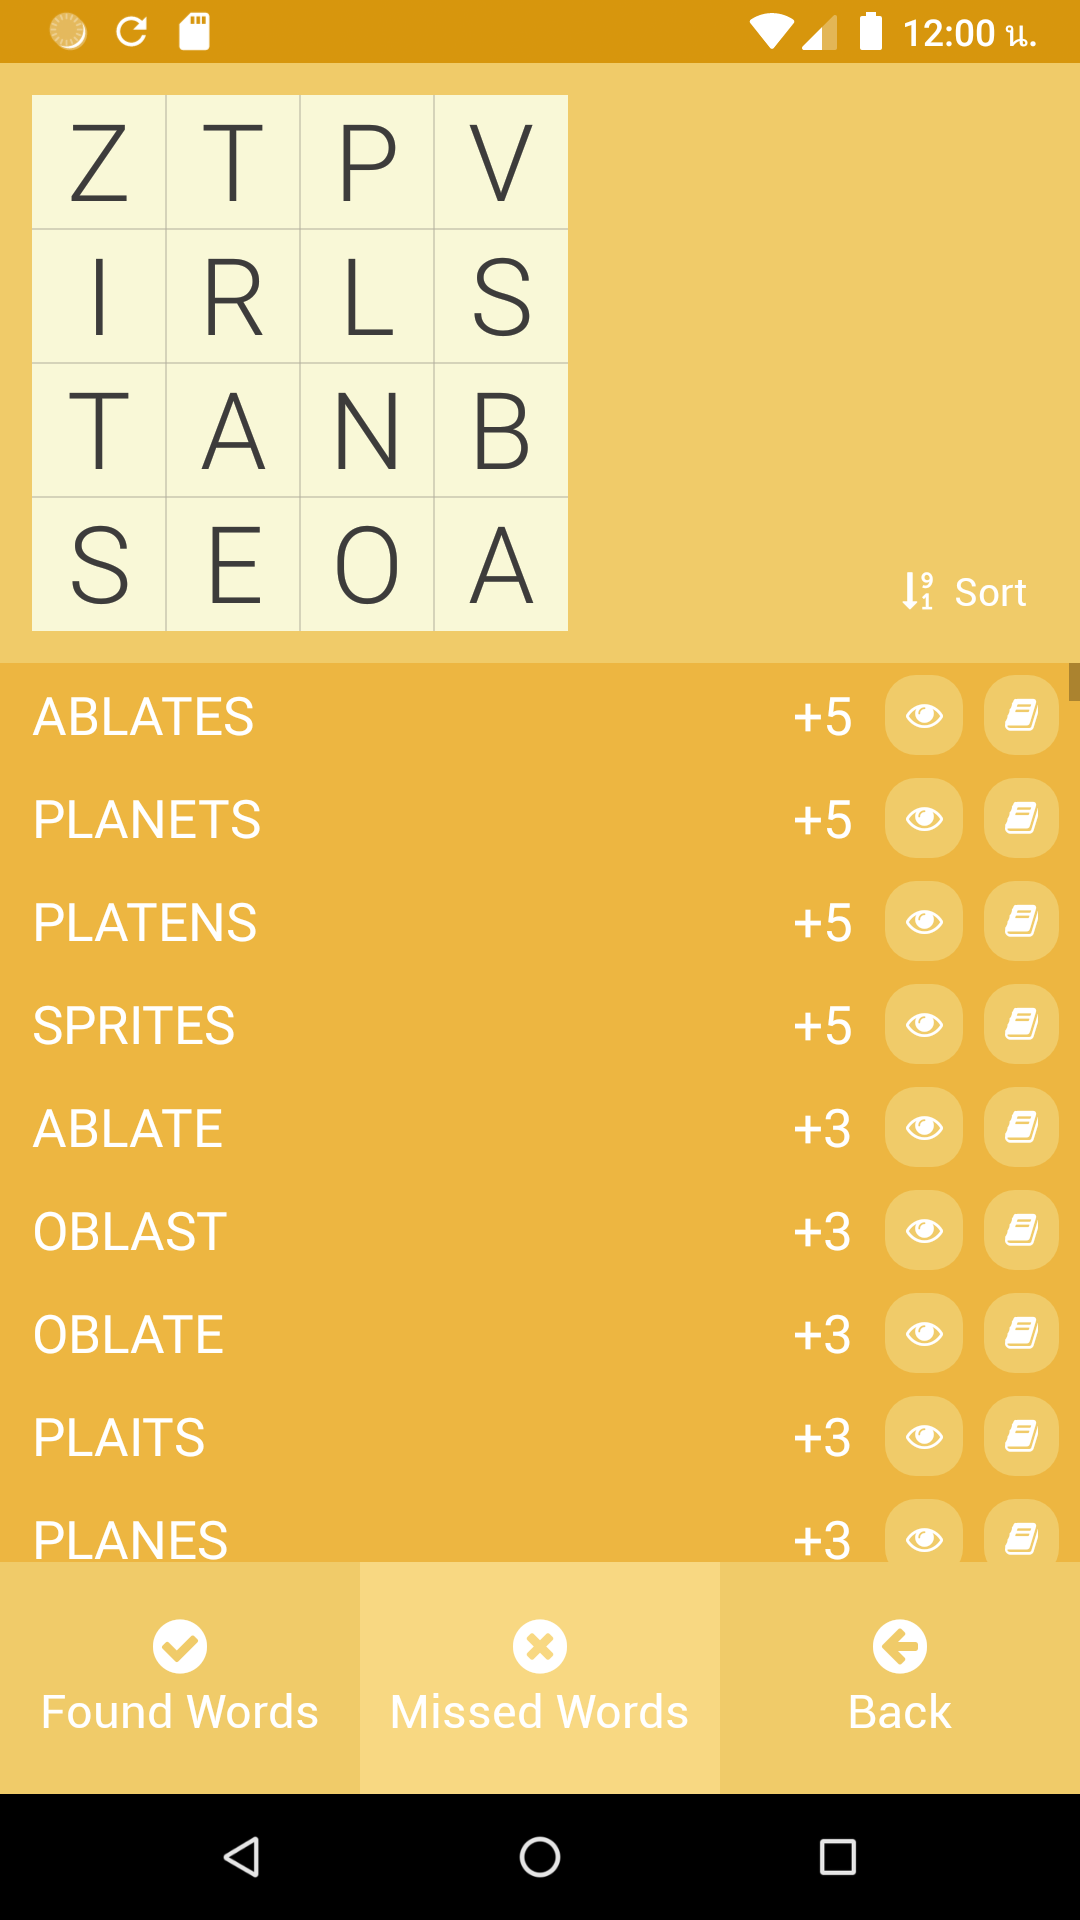 12:00 น.
Z T P V
I R L S
T A N B
S E O A
Sort
ABLATES +5
PLANETS +5
PLATENS +5
SPRITES +5
ABLATE +3
OBLAST +3
OBLATE +3
PLAITS +3
PLANES +3
Found Words Missed Words Back